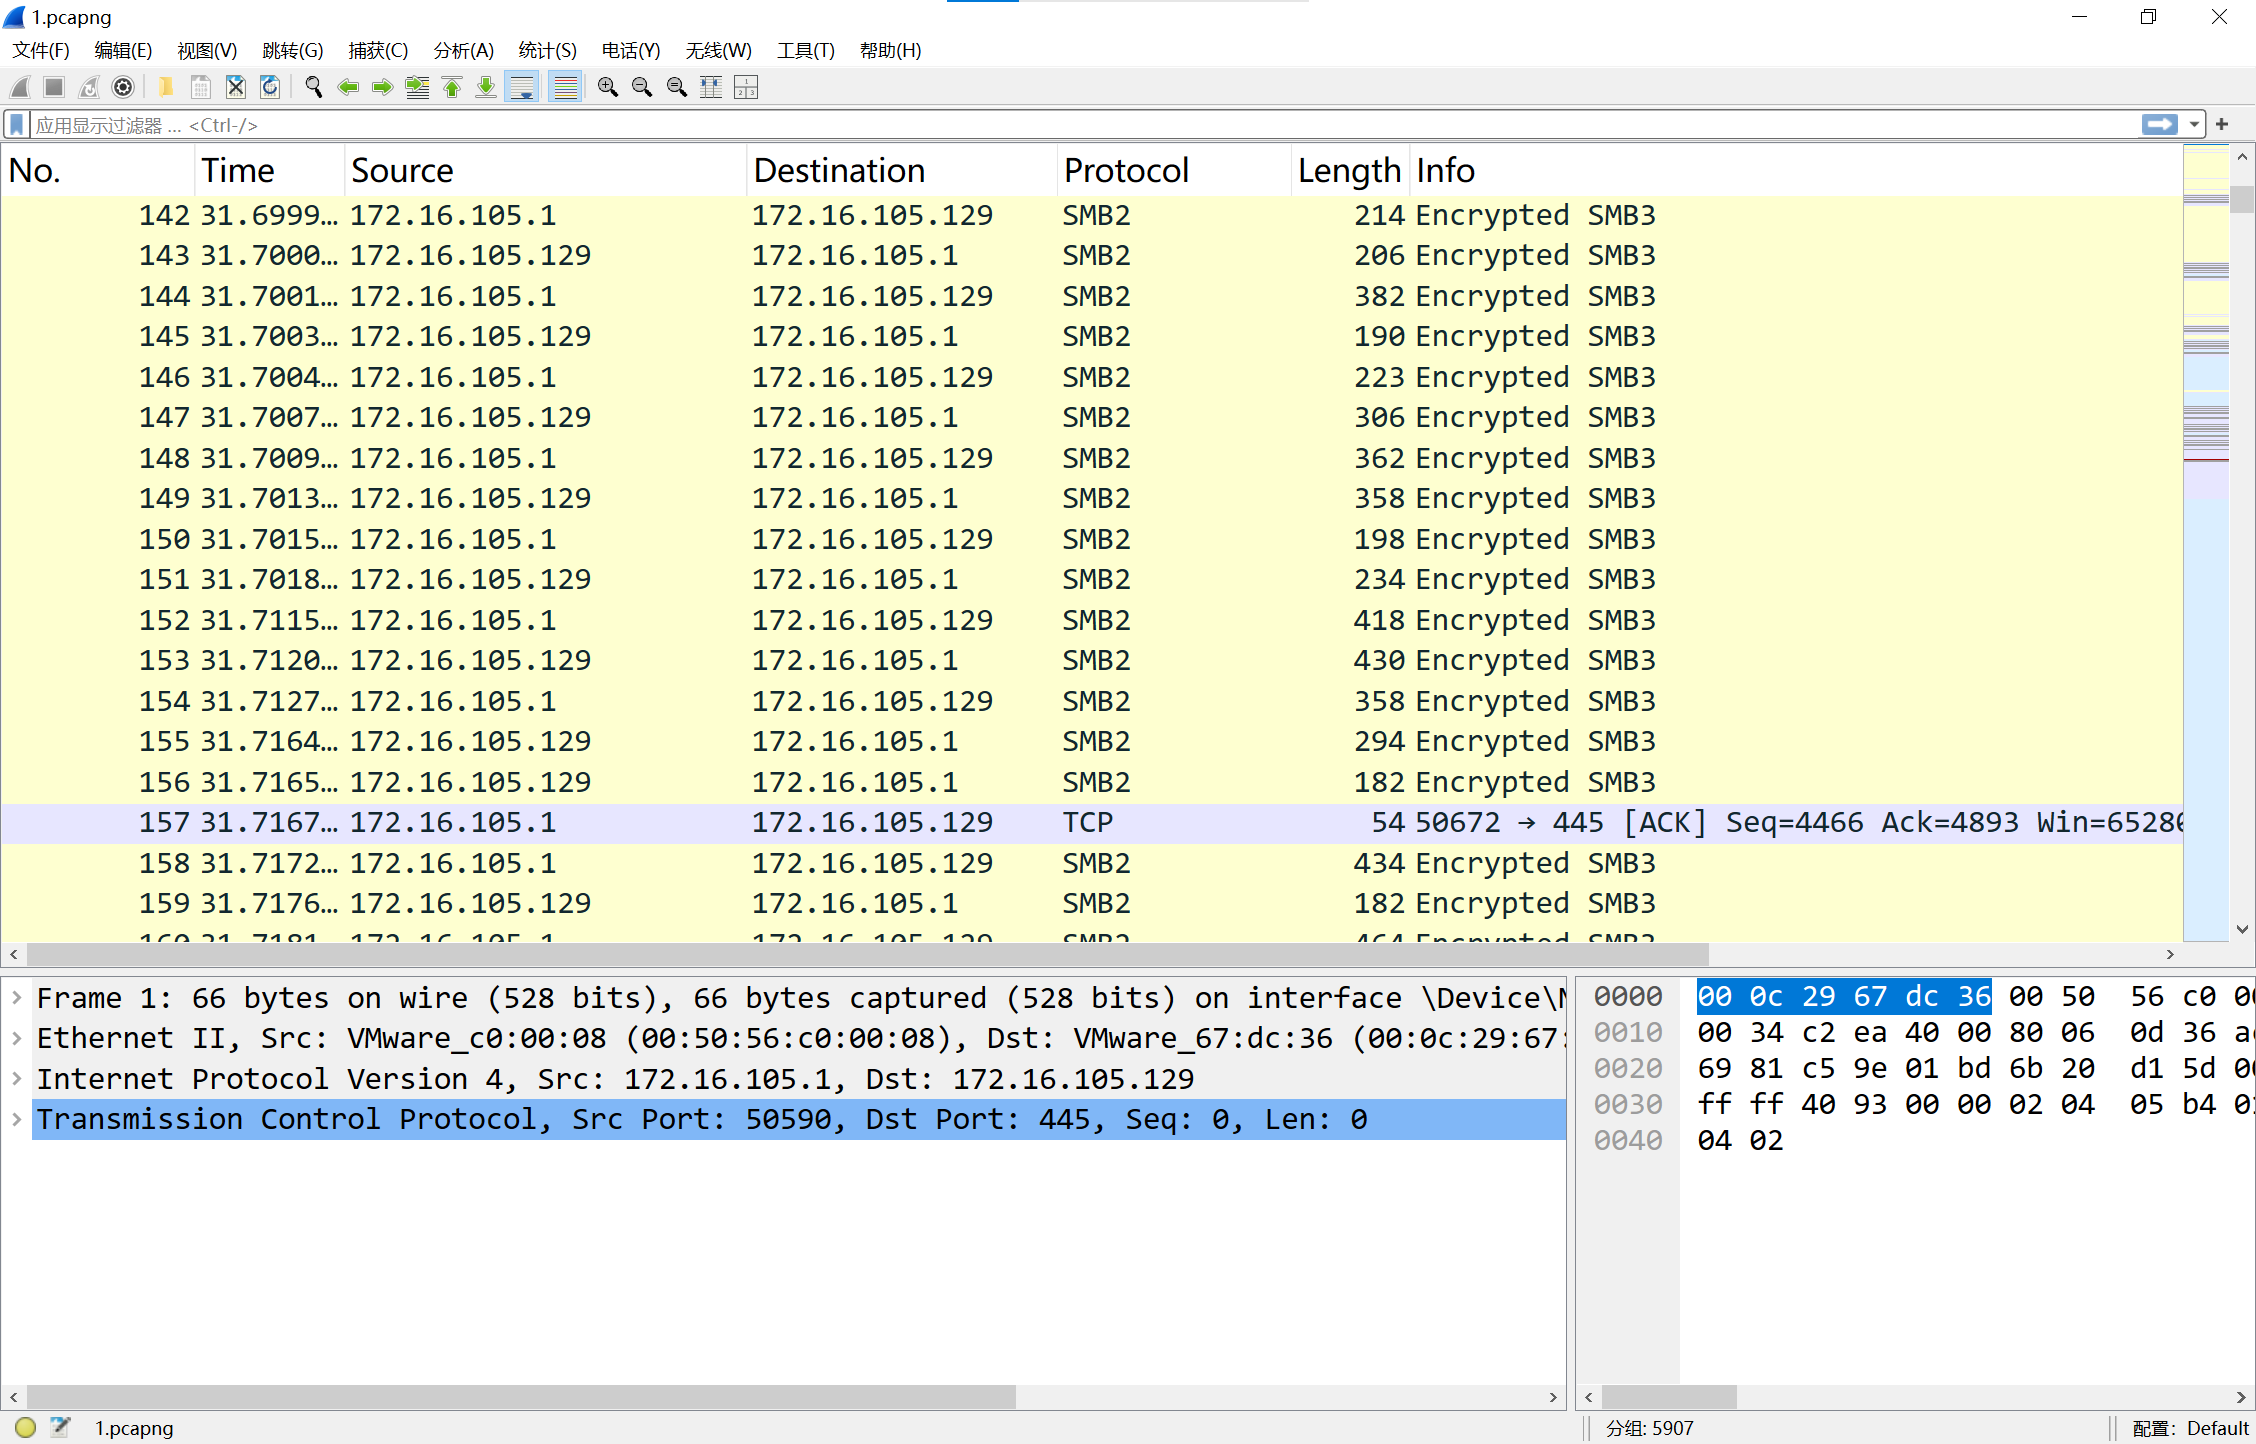 1.pcapng
文件(F) 编辑(E) 视图(V) 跳转(G) 捕获(C) 分析(A) 统计(S) 电话(Y) 无线(W) 工具(T) 帮助(H)
应用显示过滤器 … <Ctrl-/>
No. Time Source Destination Protocol Length Info
142 31.6999… 172.16.105.1 172.16.105.129 SMB2 214 Encrypted SMB3
143 31.7000… 172.16.105.129 172.16.105.1 SMB2 206 Encrypted SMB3
144 31.7001… 172.16.105.1 172.16.105.129 SMB2 382 Encrypted SMB3
145 31.7003… 172.16.105.129 172.16.105.1 SMB2 190 Encrypted SMB3
146 31.7004… 172.16.105.1 172.16.105.129 SMB2 223 Encrypted SMB3
147 31.7007… 172.16.105.129 172.16.105.1 SMB2 306 Encrypted SMB3
148 31.7009… 172.16.105.1 172.16.105.129 SMB2 362 Encrypted SMB3
149 31.7013… 172.16.105.129 172.16.105.1 SMB2 358 Encrypted SMB3
150 31.7015… 172.16.105.1 172.16.105.129 SMB2 198 Encrypted SMB3
151 31.7018… 172.16.105.129 172.16.105.1 SMB2 234 Encrypted SMB3
152 31.7115… 172.16.105.1 172.16.105.129 SMB2 418 Encrypted SMB3
153 31.7120… 172.16.105.129 172.16.105.1 SMB2 430 Encrypted SMB3
154 31.7127… 172.16.105.1 172.16.105.129 SMB2 358 Encrypted SMB3
155 31.7164… 172.16.105.129 172.16.105.1 SMB2 294 Encrypted SMB3
156 31.7165… 172.16.105.129 172.16.105.1 SMB2 182 Encrypted SMB3
157 31.7167… 172.16.105.1 172.16.105.129 TCP 54 50672 → 445 [ACK] Seq=4466 Ack=4893 Win=65280
158 31.7172… 172.16.105.1 172.16.105.129 SMB2 434 Encrypted SMB3
159 31.7176… 172.16.105.129 172.16.105.1 SMB2 182 Encrypted SMB3
160 31.7181… 172.16.105.1 172.16.105.129 SMB2 464 Encrypted SMB3
Frame 1: 66 bytes on wire (528 bits), 66 bytes captured (528 bits) on interface \Device\
Ethernet II, Src: VMware_c0:00:08 (00:50:56:c0:00:08), Dst: VMware_67:dc:36 (00:0c:29:67:
Internet Protocol Version 4, Src: 172.16.105.1, Dst: 172.16.105.129
Transmission Control Protocol, Src Port: 50590, Dst Port: 445, Seq: 0, Len: 0
0000 00 0c 29 67 dc 36 00 50 56 c0 00
0010 00 34 c2 ea 40 00 80 06 0d 36 ac
0020 69 81 c5 9e 01 bd 6b 20 d1 5d 00
0030 ff ff 40 93 00 00 02 04 05 b4
0040 04 02
1.pcapng 分组: 5907 配置: Default